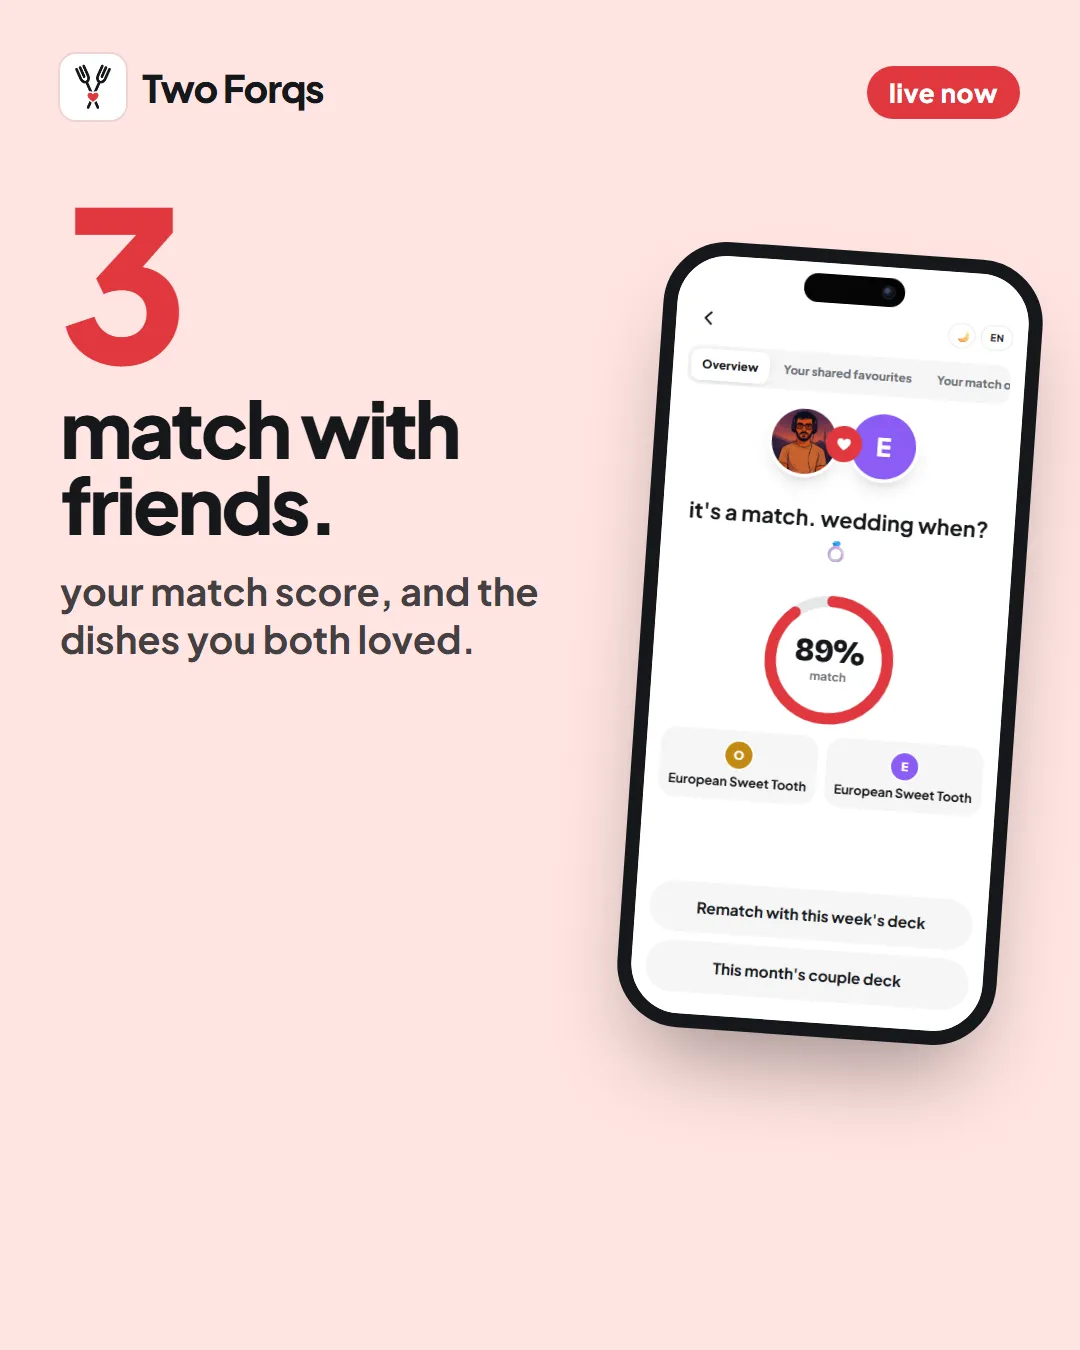 Two Forqs
live now
3
match with
friends.
your match score, and the
dishes you both loved.
EN
Overview
Your shared favourites
Your match o
E
it's a match. wedding when?
89%
match
O
European Sweet Tooth
E
European Sweet Tooth
Rematch with this week's deck
This month's couple deck